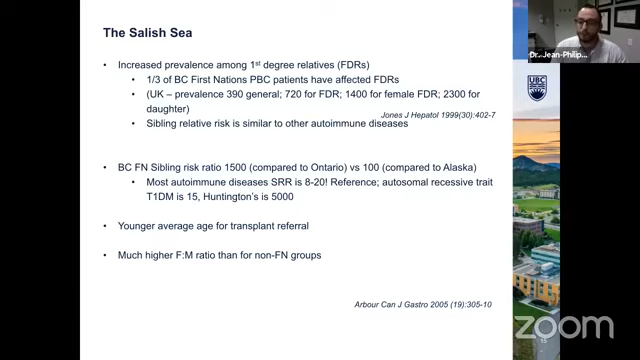 The Salish Sea
Dr. Jean-Philip...
• Increased prevalence among 1st degree relatives (FDRs)
• 1/3 of BC First Nations PBC patients have affected FDRs
• (UK – prevalence 390 general; 720 for FDR; 1400 for female FDR; 2300 for
daughter)
Jones J Hepatol 1999(30):402-7
• Sibling relative risk is similar to other autoimmune diseases
UBC
• BC FN Sibling risk ratio 1500 (compared to Ontario) vs 100 (compared to Alaska)
• Most autoimmune diseases SRR is 8-20! Reference; autosomal recessive trait
T1DM is 15, Huntington's is 5000
• Younger average age for transplant referral
• Much higher F:M ratio than for non-FN groups
Arbour Can J Gastro 2005 (19):305-10
zoom
15